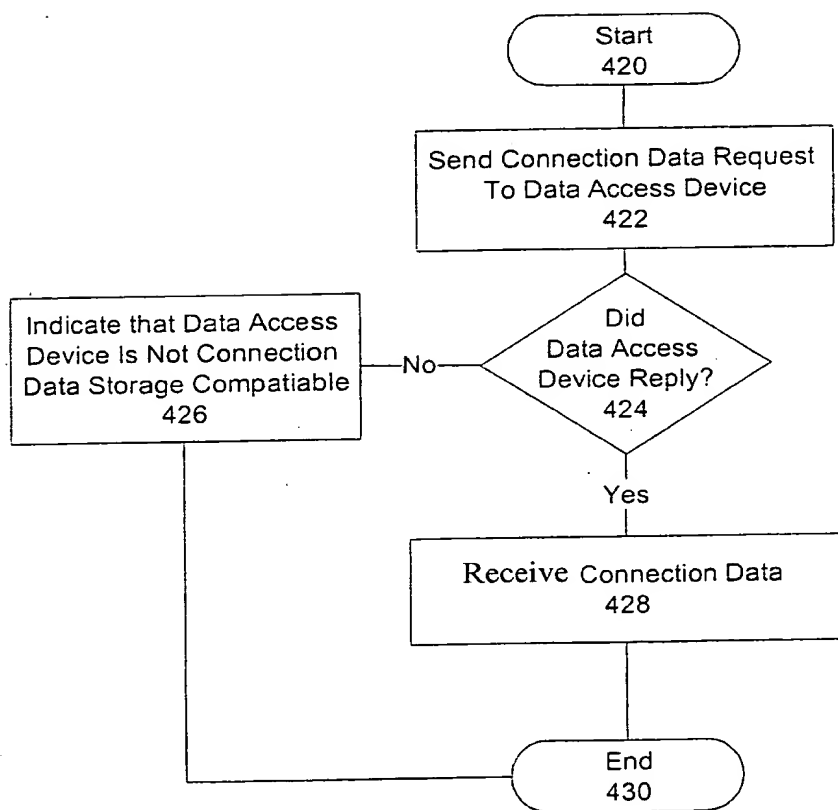 Start
420
Send Connection Data Request
To Data Access Device
422
Did
Data Access
Device Reply?
424
No
Indicate that Data Access
Device Is Not Connection
Data Storage Compatiable
426
Yes
Receive Connection Data
428
End
430